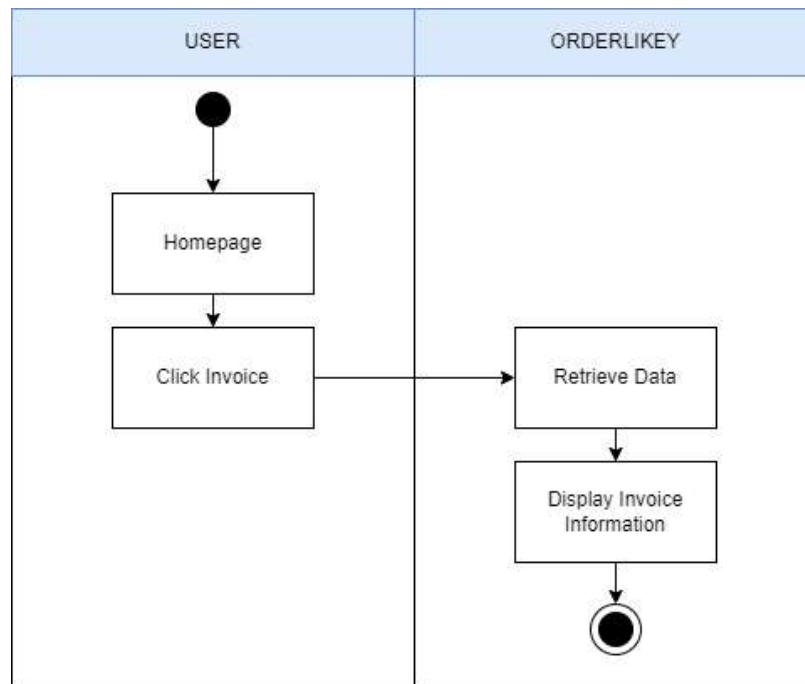 USER
ORDERLIKEY
Homepage
Click Invoice
Retrieve Data
Display Invoice
Information